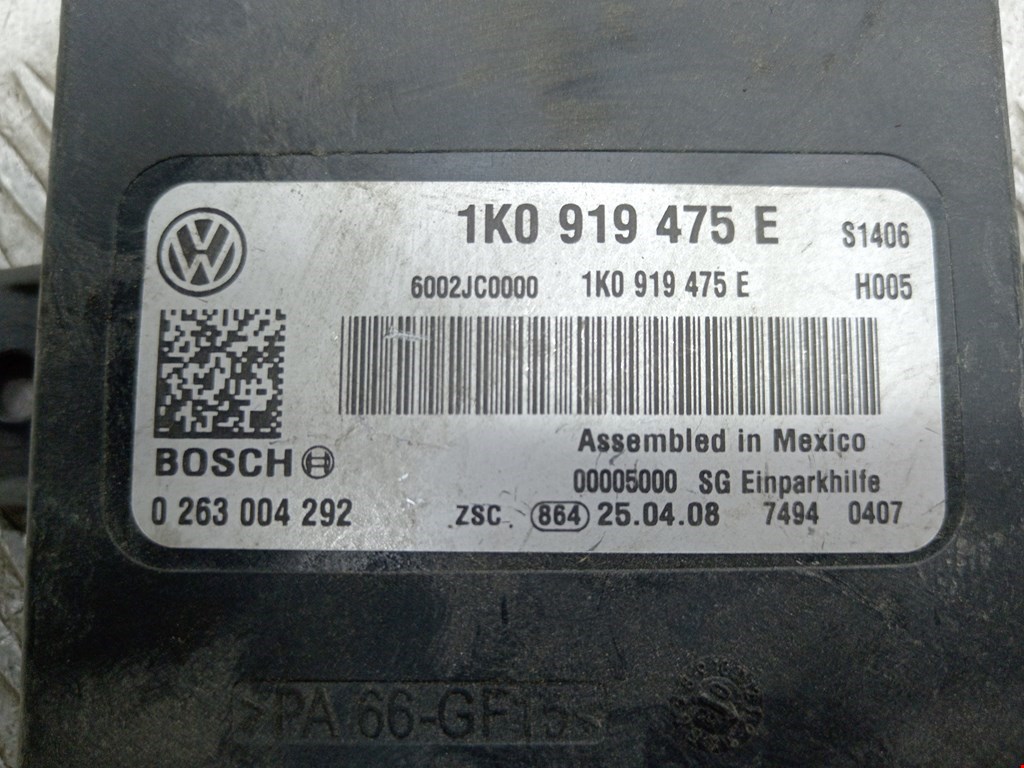 1K0 919 475 E S1406
6002JC0000 1K0 919 475 E H005
Assembled in Mexico
BOSCH
00005000 SG Einparkhilfe
0 263 004 292 ZSC. 864 25.04.08 7494 0407
>PA 66-GF15<